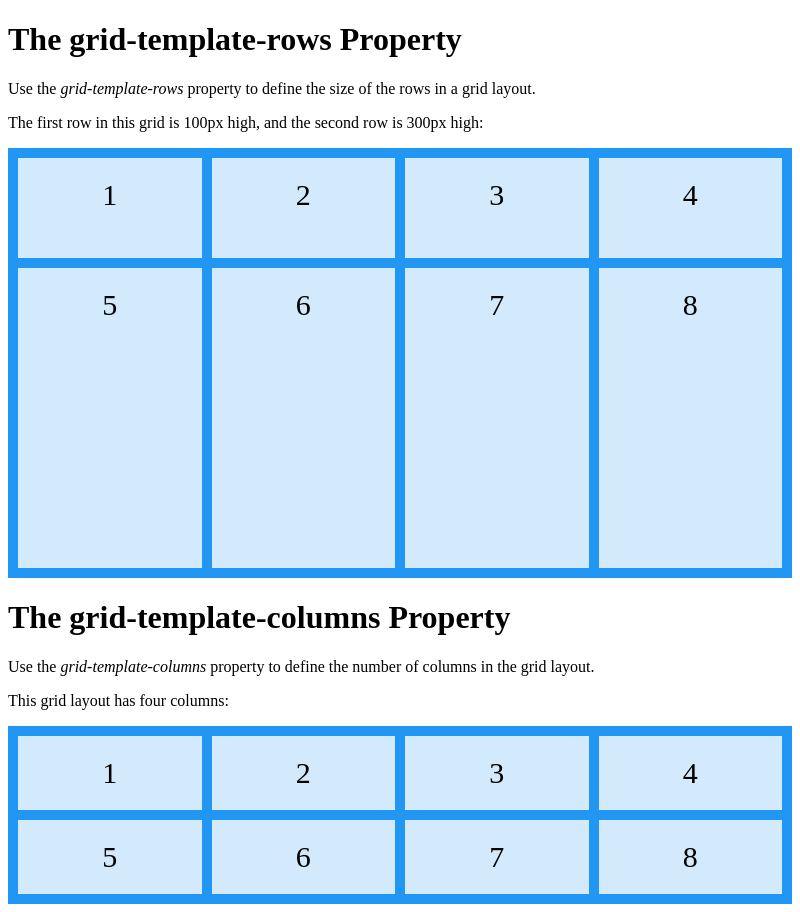 The grid-template-rows Property
Use the grid-template-rows property to define the size of the rows in a grid layout.
The first row in this grid is 100px high, and the second row is 300px high:
1 2 3 4
5 6 7 8
The grid-template-columns Property
Use the grid-template-columns property to define the number of columns in the grid layout.
This grid layout has four columns:
1 2 3 4
5 6 7 8